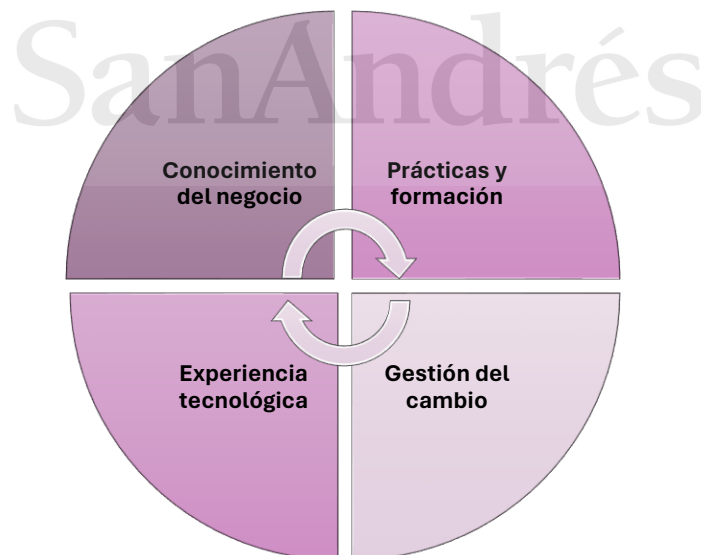 SanAndrés
Conocimiento
del negocio
Prácticas y
formación
Experiencia
tecnológica
Gestión del
cambio